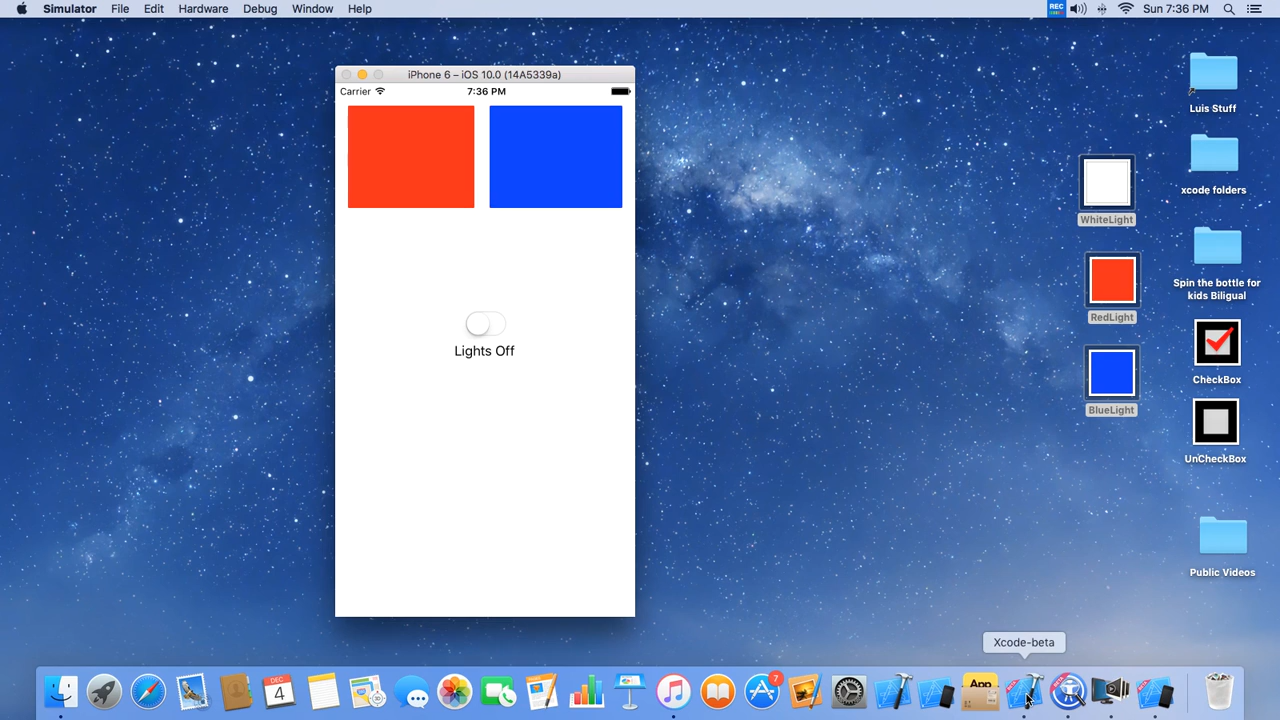 Simulator File Edit Hardware Debug Window Help REC Sun 7:36 PM
iPhone 6 – iOS 10.0 (14A5339a)
Carrier 7:36 PM
Lights Off
Luis Stuff
xcode folders
WhiteLight
Spin the bottle for
kids Biligual
RedLight
CheckBox
BlueLight
UnCheckBox
Public Videos
Xcode-beta
DEC
4
7
App